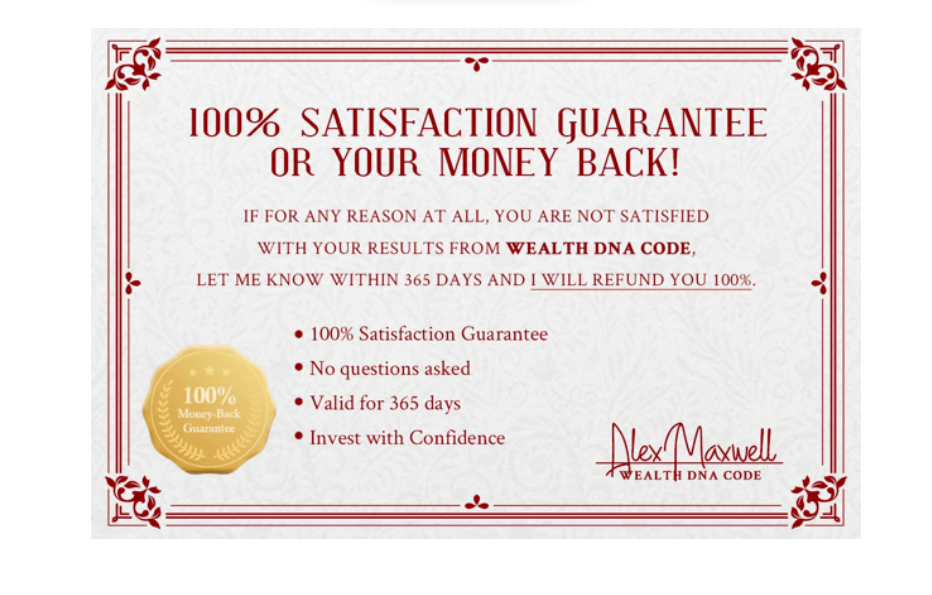 100% SATISFACTION GUARANTEE
OR YOUR MONEY BACK!
IF FOR ANY REASON AT ALL, YOU ARE NOT SATISFIED
WITH YOUR RESULTS FROM WEALTH DNA CODE,
LET ME KNOW WITHIN 365 DAYS AND I WILL REFUND YOU 100%.
• 100% Satisfaction Guarantee
• No questions asked
• Valid for 365 days
• Invest with Confidence
100%
Money-Back
Guarantee
Alex Maxwell
WEALTH DNA CODE